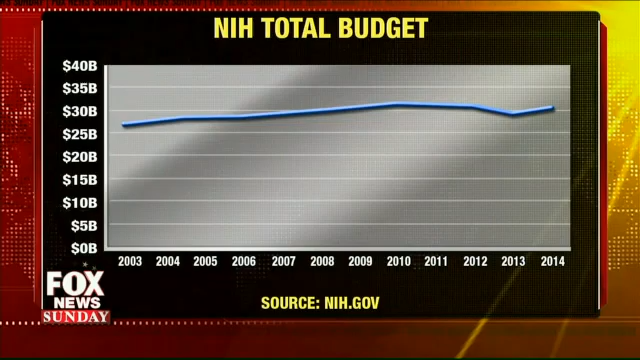 NIH TOTAL BUDGET
$40B
$35B
$30B
$25B
$20B
$15B
$10B
$5B
$0B
2003 2004 2005 2006 2007 2008 2009 2010 2011 2012 2013 2014
SOURCE: NIH.GOV
FOX
NEWS
SUNDAY